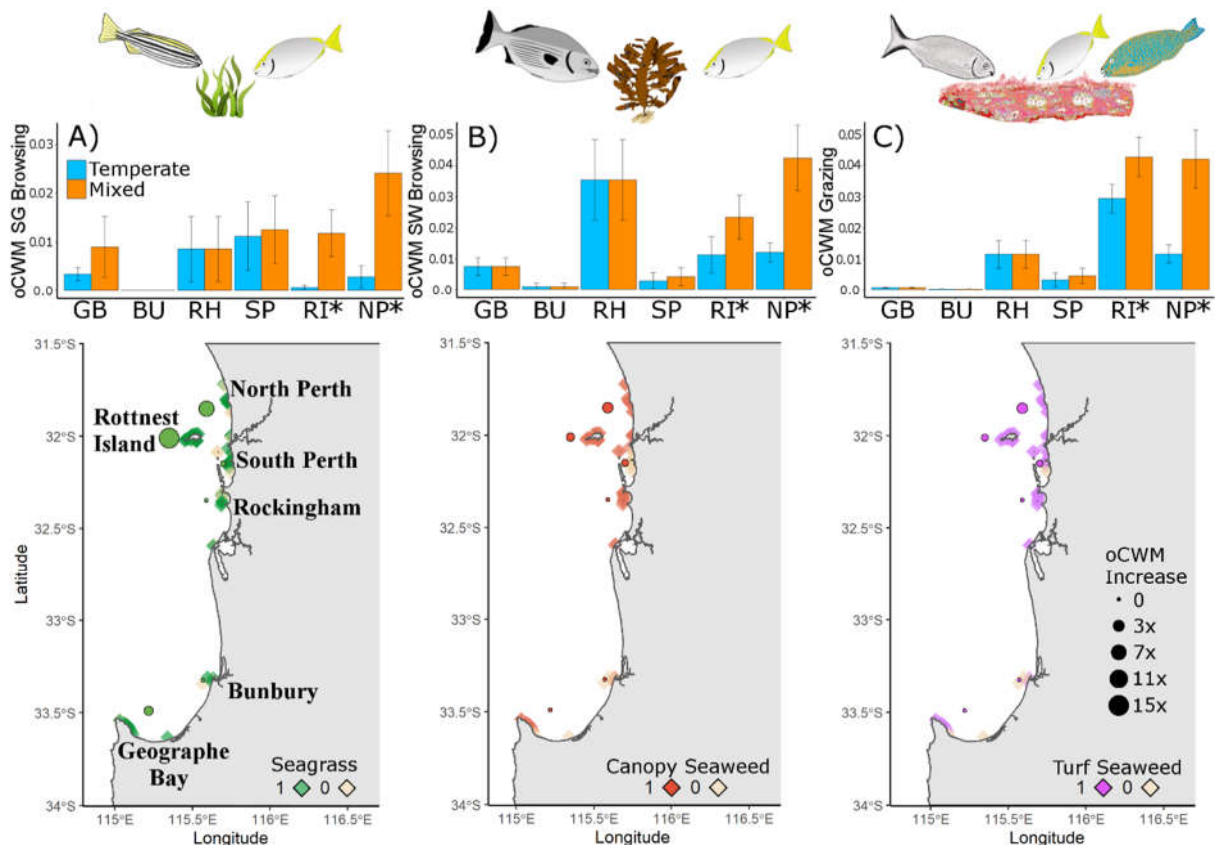 A)
Temperate
Mixed
oCWM SG Browsing
0.03
0.02
0.01
0.0
GB BU RH SP RI* NP*
B)
oCWM SW Browsing
0.05
0.04
0.03
0.02
0.01
0.0
GB BU RH SP RI* NP*
C)
oCWM Grazing
0.05
0.04
0.03
0.02
0.01
0.0
GB BU RH SP RI* NP*
Latitude
31.5°S
32°S
32.5°S
33°S
33.5°S
34°S
North Perth
Rottnest
Island
South Perth
Rockingham
Bunbury
Geographe
Bay
Seagrass
1 0
115°E 115.5°E 116°E 116.5°E
Longitude
31.5°S
32°S
32.5°S
33°S
33.5°S
34°S
Canopy Seaweed
1 0
115°E 115.5°E 116°E 116.5°E
Longitude
31.5°S
32°S
32.5°S
33°S
33.5°S
34°S
oCWM
Increase
0
3x
7x
11x
15x
Turf Seaweed
1 0
115°E 115.5°E 116°E 116.5°E
Longitude